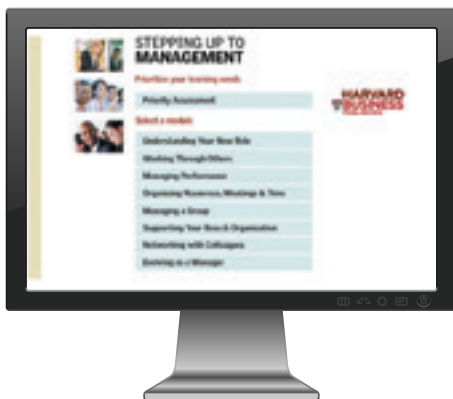 STEPPING UP TO
MANAGEMENT
Prioritize your learning needs
Priority Assessment
Select a module
Understanding Your New Role
Working Through Others
Managing Performance
Organizing Resources, Meetings & Time
Managing a Group
Supporting Your Boss & Organization
Networking with Colleagues
Evolving as a Manager
HARVARD
BUSINESS